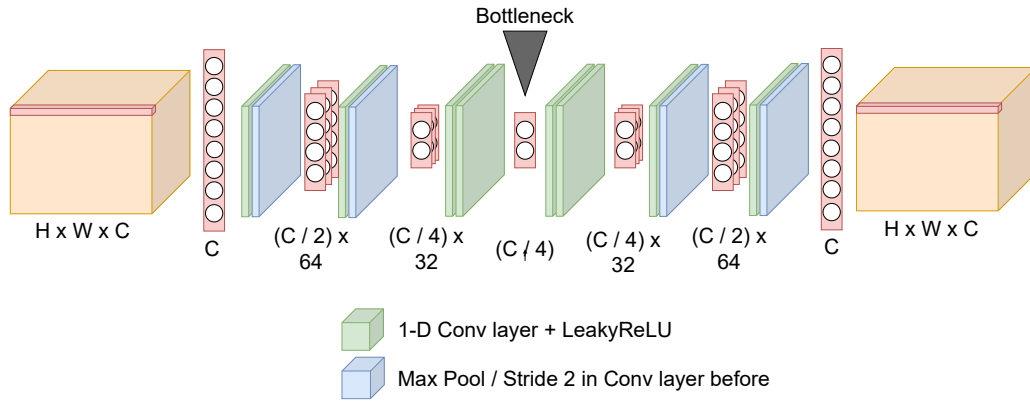 Bottleneck
H x W x C
C
(C / 2) x
64
(C / 4) x
32
(C / 4)
(C / 4) x
32
(C / 2) x
64
C
H x W x C
1-D Conv layer + LeakyReLU
Max Pool / Stride 2 in Conv layer before